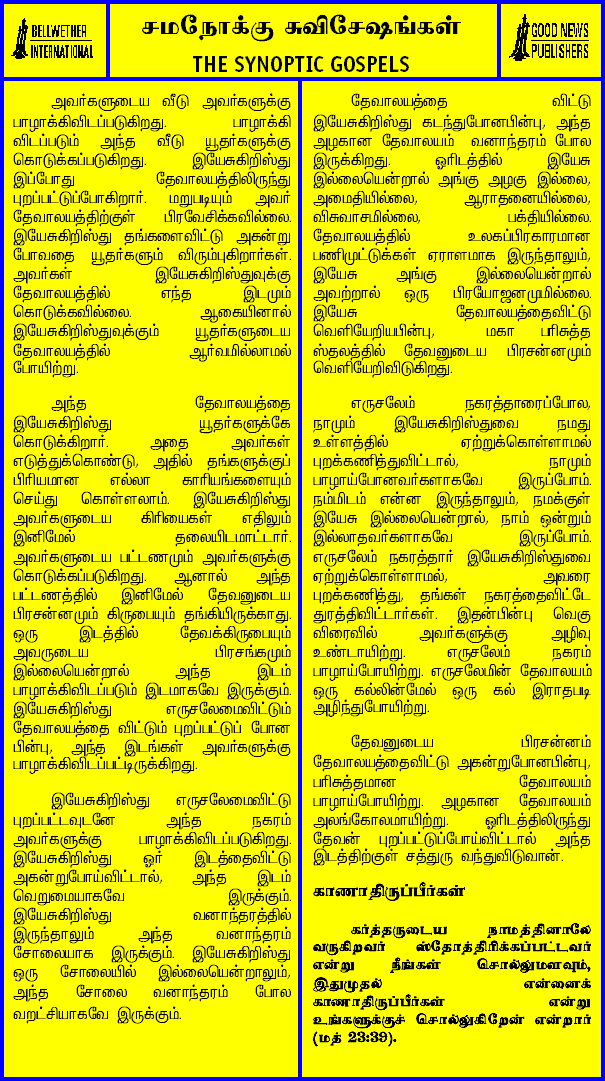 BELLWETHER
INTERNATIONAL
சமநோக்கு சுவிசேஷங்கள்
THE SYNOPTIC GOSPELS
GOOD NEWS
PUBLISHERS
அவர்களுடைய வீடு அவர்களுக்கு
பாழாக்கிவிடப்படுகிறது. பாழாக்கி
விடப்படும் அந்த வீடு யூதர்களுக்கு
கொடுக்கப்படுகிறது. இயேசுகிறிஸ்து
இப்போது தேவாலயத்திலிருந்து
புறப்பட்டுப்போகிறார். மறுபடியும் அவர்
தேவாலயத்திற்குள் பிரவேசிக்கவில்லை.
இயேசுகிறிஸ்து தங்களைவிட்டு அகன்று
போவதை யூதர்களும் விரும்புகிறார்கள்.
அவர்கள் இயேசுகிறிஸ்துவுக்கு
தேவாலயத்தில் எந்த இடமும்
கொடுக்கவில்லை. ஆகையினால்
இயேசுகிறிஸ்துவுக்கும் யூதர்களுடைய
தேவாலயத்தில் ஆர்வமில்லாமல்
போயிற்று.
அந்த தேவாலயத்தை
இயேசுகிறிஸ்து யூதர்களுக்கே
கொடுக்கிறார். அதை அவர்கள்
எடுத்துக்கொண்டு, அதில் தங்களுக்குப்
பிரியமான எல்லா காரியங்களையும்
செய்து கொள்ளலாம். இயேசுகிறிஸ்து
அவர்களுடைய கிரியைகள் எதிலும்
இனிமேல் தலையிடமாட்டார்.
அவர்களுடைய பட்டணமும் அவர்களுக்கு
கொடுக்கப்படுகிறது. ஆனால் அந்த
பட்டணத்தில் இனிமேல் தேவனுடைய
பிரசன்னமும் கிருபையும் தங்கியிருக்காது.
ஒரு இடத்தில் தேவக்கிருபையும்
அவருடைய பிரசங்கமும்
இல்லையென்றால் அந்த இடம்
பாழாக்கிவிடப்படும் இடமாகவே இருக்கும்.
இயேசுகிறிஸ்து எருசலேமைவிட்டும்
தேவாலயத்தை விட்டும் புறப்பட்டுப் போன
பின்பு, அந்த இடங்கள் அவர்களுக்கு
பாழாக்கிவிடப்பட்டிருக்கிறது.
இயேசுகிறிஸ்து எருசலேமைவிட்டு
புறப்பட்டவுடனே அந்த நகரம்
அவர்களுக்கு பாழாக்கிவிடப்படுகிறது.
இயேசுகிறிஸ்து ஓர் இடத்தைவிட்டு
அகன்றுபோய்விட்டால், அந்த இடம்
வெறுமையாகவே இருக்கும்.
இயேசுகிறிஸ்து வனாந்தரத்தில்
இருந்தாலும் அந்த வனாந்தரம்
சோலையாக இருக்கும். இயேசுகிறிஸ்து
ஒரு சோலையில் இல்லையென்றாலும்,
அந்த சோலை வனாந்தரம் போல
வறட்சியாகவே இருக்கும்.
தேவாலயத்தை விட்டு
இயேசுகிறிஸ்து கடந்துபோனபின்பு, அந்த
அழகான தேவாலயம் வனாந்தரம் போல
இருக்கிறது. ஓரிடத்தில் இயேசு
இல்லையென்றால் அங்கு அழகு இல்லை,
அமைதியில்லை, ஆராதனையில்லை,
விசுவாசமில்லை, பக்தியில்லை.
தேவாலயத்தில் உலகப்பிரகாரமான
பணிமுட்டுக்கள் ஏராளமாக இருந்தாலும்,
இயேசு அங்கு இல்லையென்றால்
அவற்றால் ஒரு பிரயோஜனமுமில்லை.
இயேசு தேவாலயத்தைவிட்டு
வெளியேறியபின்பு, மகா பரிசுத்த
ஸ்தலத்தில் தேவனுடைய பிரசன்னமும்
வெளியேறிவிடுகிறது.
எருசலேம் நகரத்தாரைப்போல,
நாமும் இயேசுகிறிஸ்துவை நமது
உள்ளத்தில் ஏற்றுக்கொள்ளாமல்
புறக்கணித்துவிட்டால், நாமும்
பாழாய்போனவர்களாகவே இருப்போம்.
நம்மிடம் என்ன இருந்தாலும், நமக்குள்
இயேசு இல்லையென்றால், நாம் ஒன்றும்
இல்லாதவர்களாகவே இருப்போம்.
எருசலேம் நகரத்தார் இயேசுகிறிஸ்துவை
ஏற்றுக்கொள்ளாமல், அவரை
புறக்கணித்து, தங்கள் நகரத்தைவிட்டே
துரத்திவிட்டார்கள். இதன்பின்பு வெகு
விரைவில் அவர்களுக்கு அழிவு
உண்டாயிற்று. எருசலேம் நகரம்
பாழாய்போயிற்று. எருசலேமின் தேவாலயம்
ஒரு கல்லின்மேல் ஒரு கல் இராதபடி
அழிந்துபோயிற்று.
தேவனுடைய பிரசன்னம்
தேவாலயத்தைவிட்டு அகன்றுபோனபின்பு,
பரிசுத்தமான தேவாலயம்
பாழாய்போயிற்று. அழகான தேவாலயம்
அலங்கோலமாயிற்று. ஓரிடத்திலிருந்து
தேவன் புறப்பட்டுப்போய்விட்டால் அந்த
இடத்திற்குள் சத்துரு வந்துவிடுவான்.
காணாதிருப்பீர்கள்
கர்த்தருடைய நாமத்தினாலே
வருகிறவர் ஸ்தோத்திரிக்கப்பட்டவர்
என்று நீங்கள் சொல்லுமளவும்,
இதுமுதல் என்னைக்
காணாதிருப்பீர்கள் என்று
உங்களுக்குச் சொல்லுகிறேன் என்றார்
(மத் 23:39).